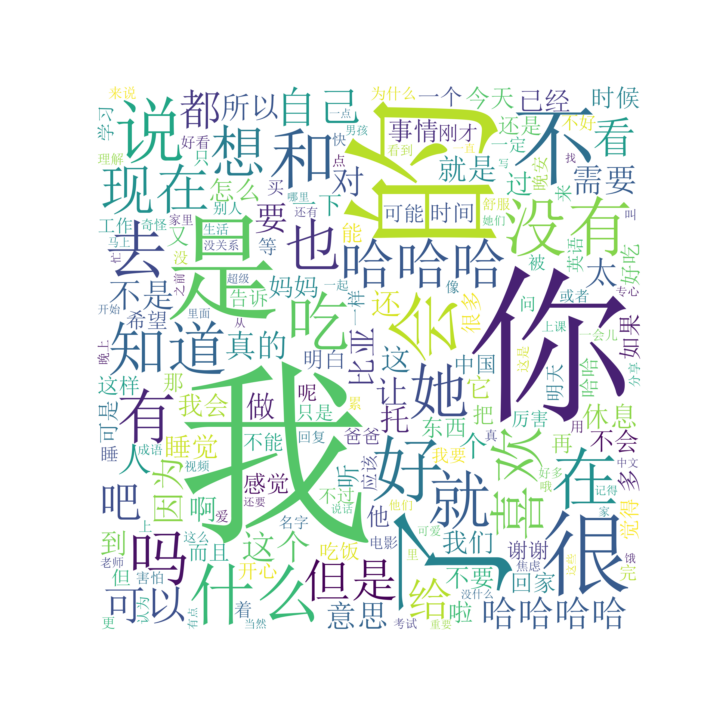 来说
学习
说
都
所以
自己
一点
男孩
为什么
一个
今天
已经
时候
事情
刚才
看到
一直
还是
一定
不好
不
看
理解
好看
只
想
和
快
点
的
就是
写
找
需要
现在
怎么
买
哪里
对
下
可能
时间
过
晚安
来
叫
工作
奇怪
家里
别人
还有
要
生活
没关系
能
舒服
她们
没有
去
马上
又
没
是
等
也
哈哈哈
被
英语
太
好吃
忙
之前
告诉
超级
妈妈
一起
像
会
问
或者
专心
如果
不是
希望
开始
里面
从
吃
一样
还
很多
你
上课
一会儿
知道
真的
明白
比亚
这
中国
它
明天
这是
哈哈
分享
晚上
这样
那
我会
做
呢
只是
累
让
托
她
东西
把
厉害
休息
有
可是
睡
人
成语
睡觉
不能
回复
爸爸
好
个
再
喜欢
用
在
不会
多
视频
感觉
听
应该
我要
真
好多
中文
记得
觉得
吧
因为
啊
爱
不过
说话
他
他们
就
了
哦
家
很
到
上
吗
而且
这个
名字
还要
吃饭
电影
可爱
我们
谢谢
这些
饿
完
老师
但
害怕
这么
开心
什么
但是
里
不要
回家
焦虑
没什么
可以
认为
着
我
意思
给
啦
哈哈哈哈
更
有点
当然
考试
重要